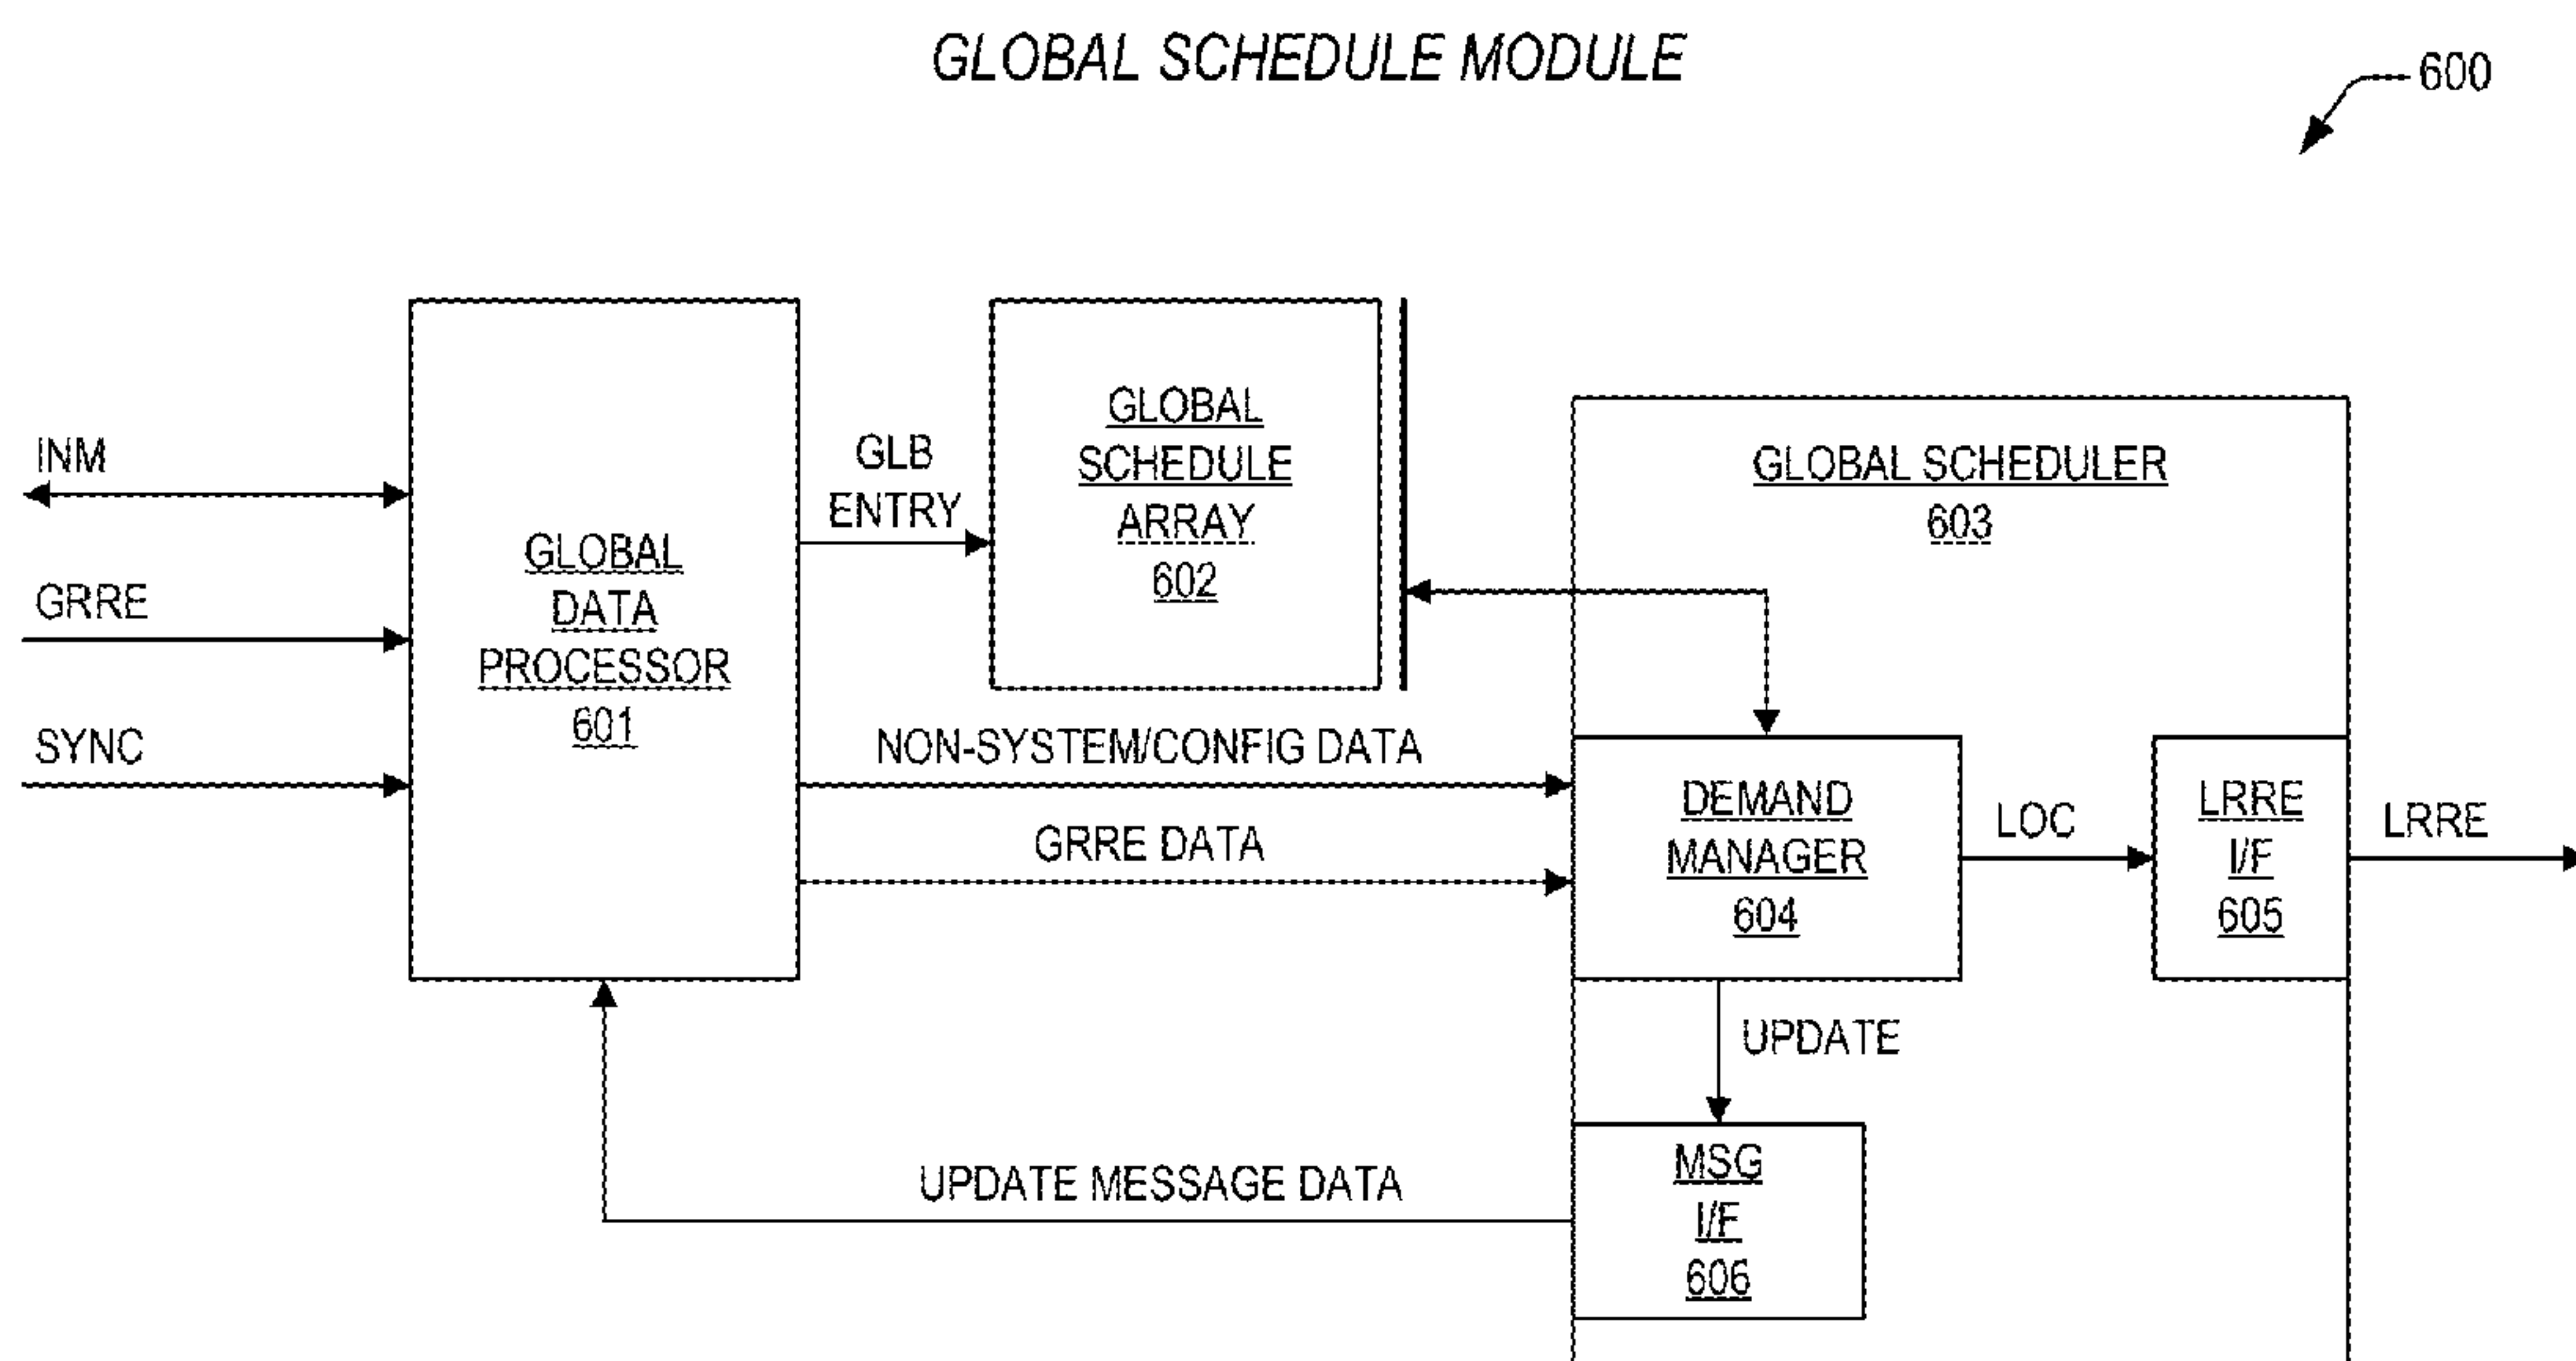 GLOBAL SCHEDULE MODULE
600
INM
GRRE
SYNC
GLOBAL
DATA
PROCESSOR
601
GLB
ENTRY
GLOBAL
SCHEDULE
ARRAY
602
GLOBAL SCHEDULER
603
NON-SYSTEM/CONFIG DATA
GRRE DATA
DEMAND
MANAGER
604
LOC
LRRE
I/F
605
LRRE
UPDATE
UPDATE MESSAGE DATA
MSG
I/F
606